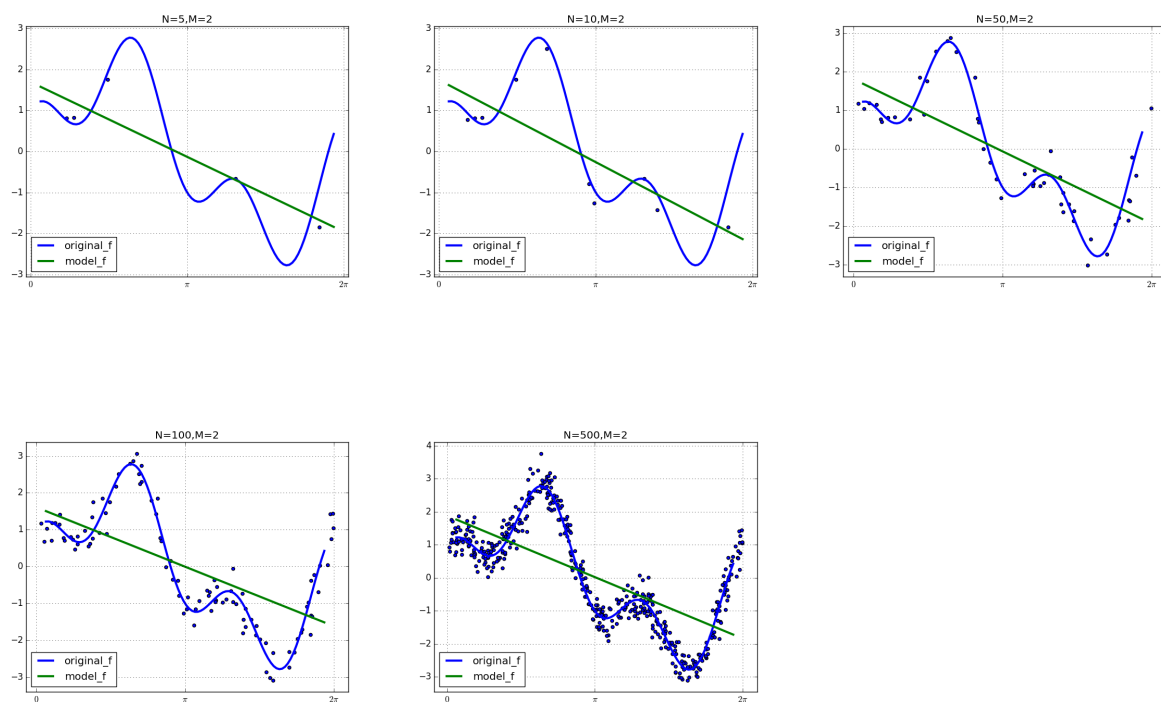 N=5,M=2
3
2
1
0
−1
−2
−3
original_f
model_f
0
π
2π
N=10,M=2
3
2
1
0
−1
−2
−3
original_f
model_f
0
π
2π
N=50,M=2
3
2
1
0
−1
−2
−3
original_f
model_f
0
π
2π
N=100,M=2
3
2
1
0
−1
−2
−3
original_f
model_f
0
π
2π
N=500,M=2
4
3
2
1
0
−1
−2
−3
original_f
model_f
0
π
2π